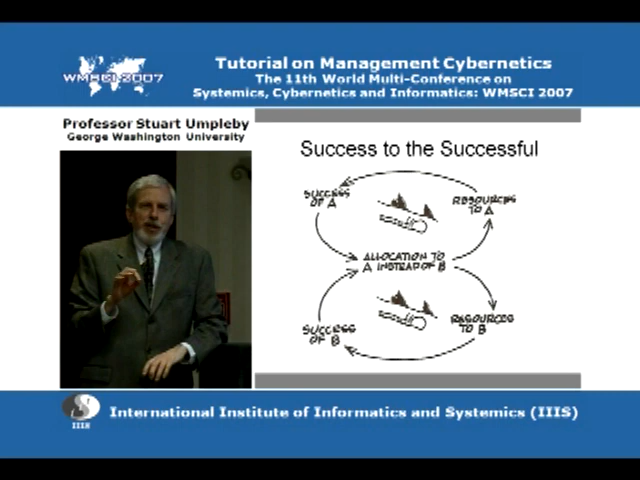 WMSCI 2007
Tutorial on Management Cybernetics
The 11th World Multi-Conference on
Systemics, Cybernetics and Informatics: WMSCI 2007
Professor Stuart Umpleby
George Washington University
Success to the Successful
SUCCESS
OF A
RESOURCES
TO A
ALLOCATION TO
A INSTEAD OF B
SUCCESS
OF B
RESOURCES
TO B
IIIS
International Institute of Informatics and Systemics (IIIS)